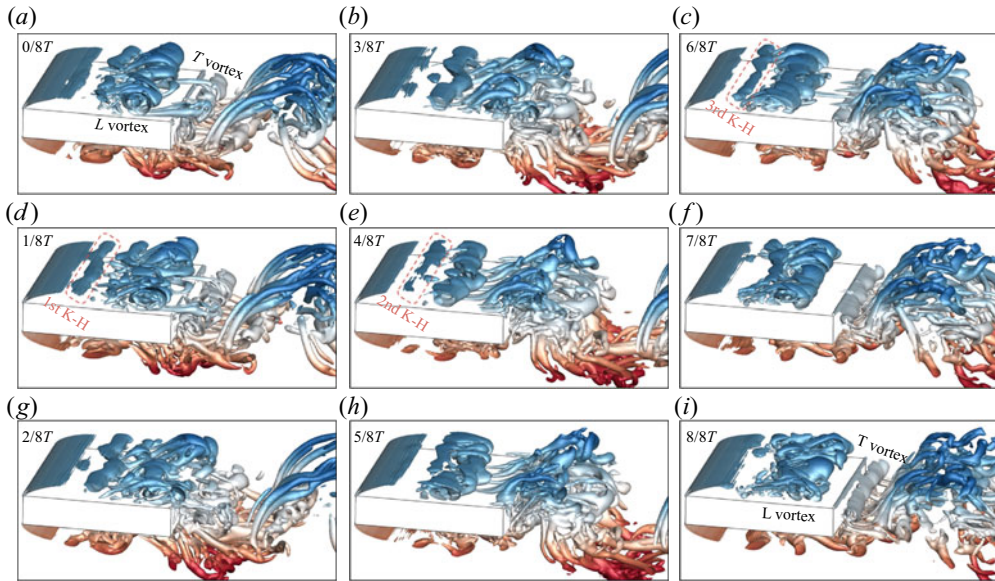 (a)
0/8T
T vortex
L vortex
(b)
3/8T
(c)
6/8T
3rd K-H
(d)
1/8T
1st K-H
(e)
4/8T
2nd K-H
(f)
7/8T
(g)
2/8T
(h)
5/8T
(i)
8/8T
T vortex
L vortex